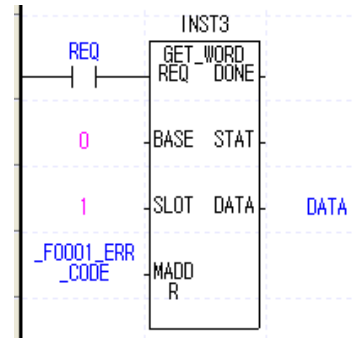 INST3
REQ
GET_WORD
REQ DONE
0
BASE STAT
1
SLOT DATA
DATA
_F0001_ERR
_CODE
MADD
R